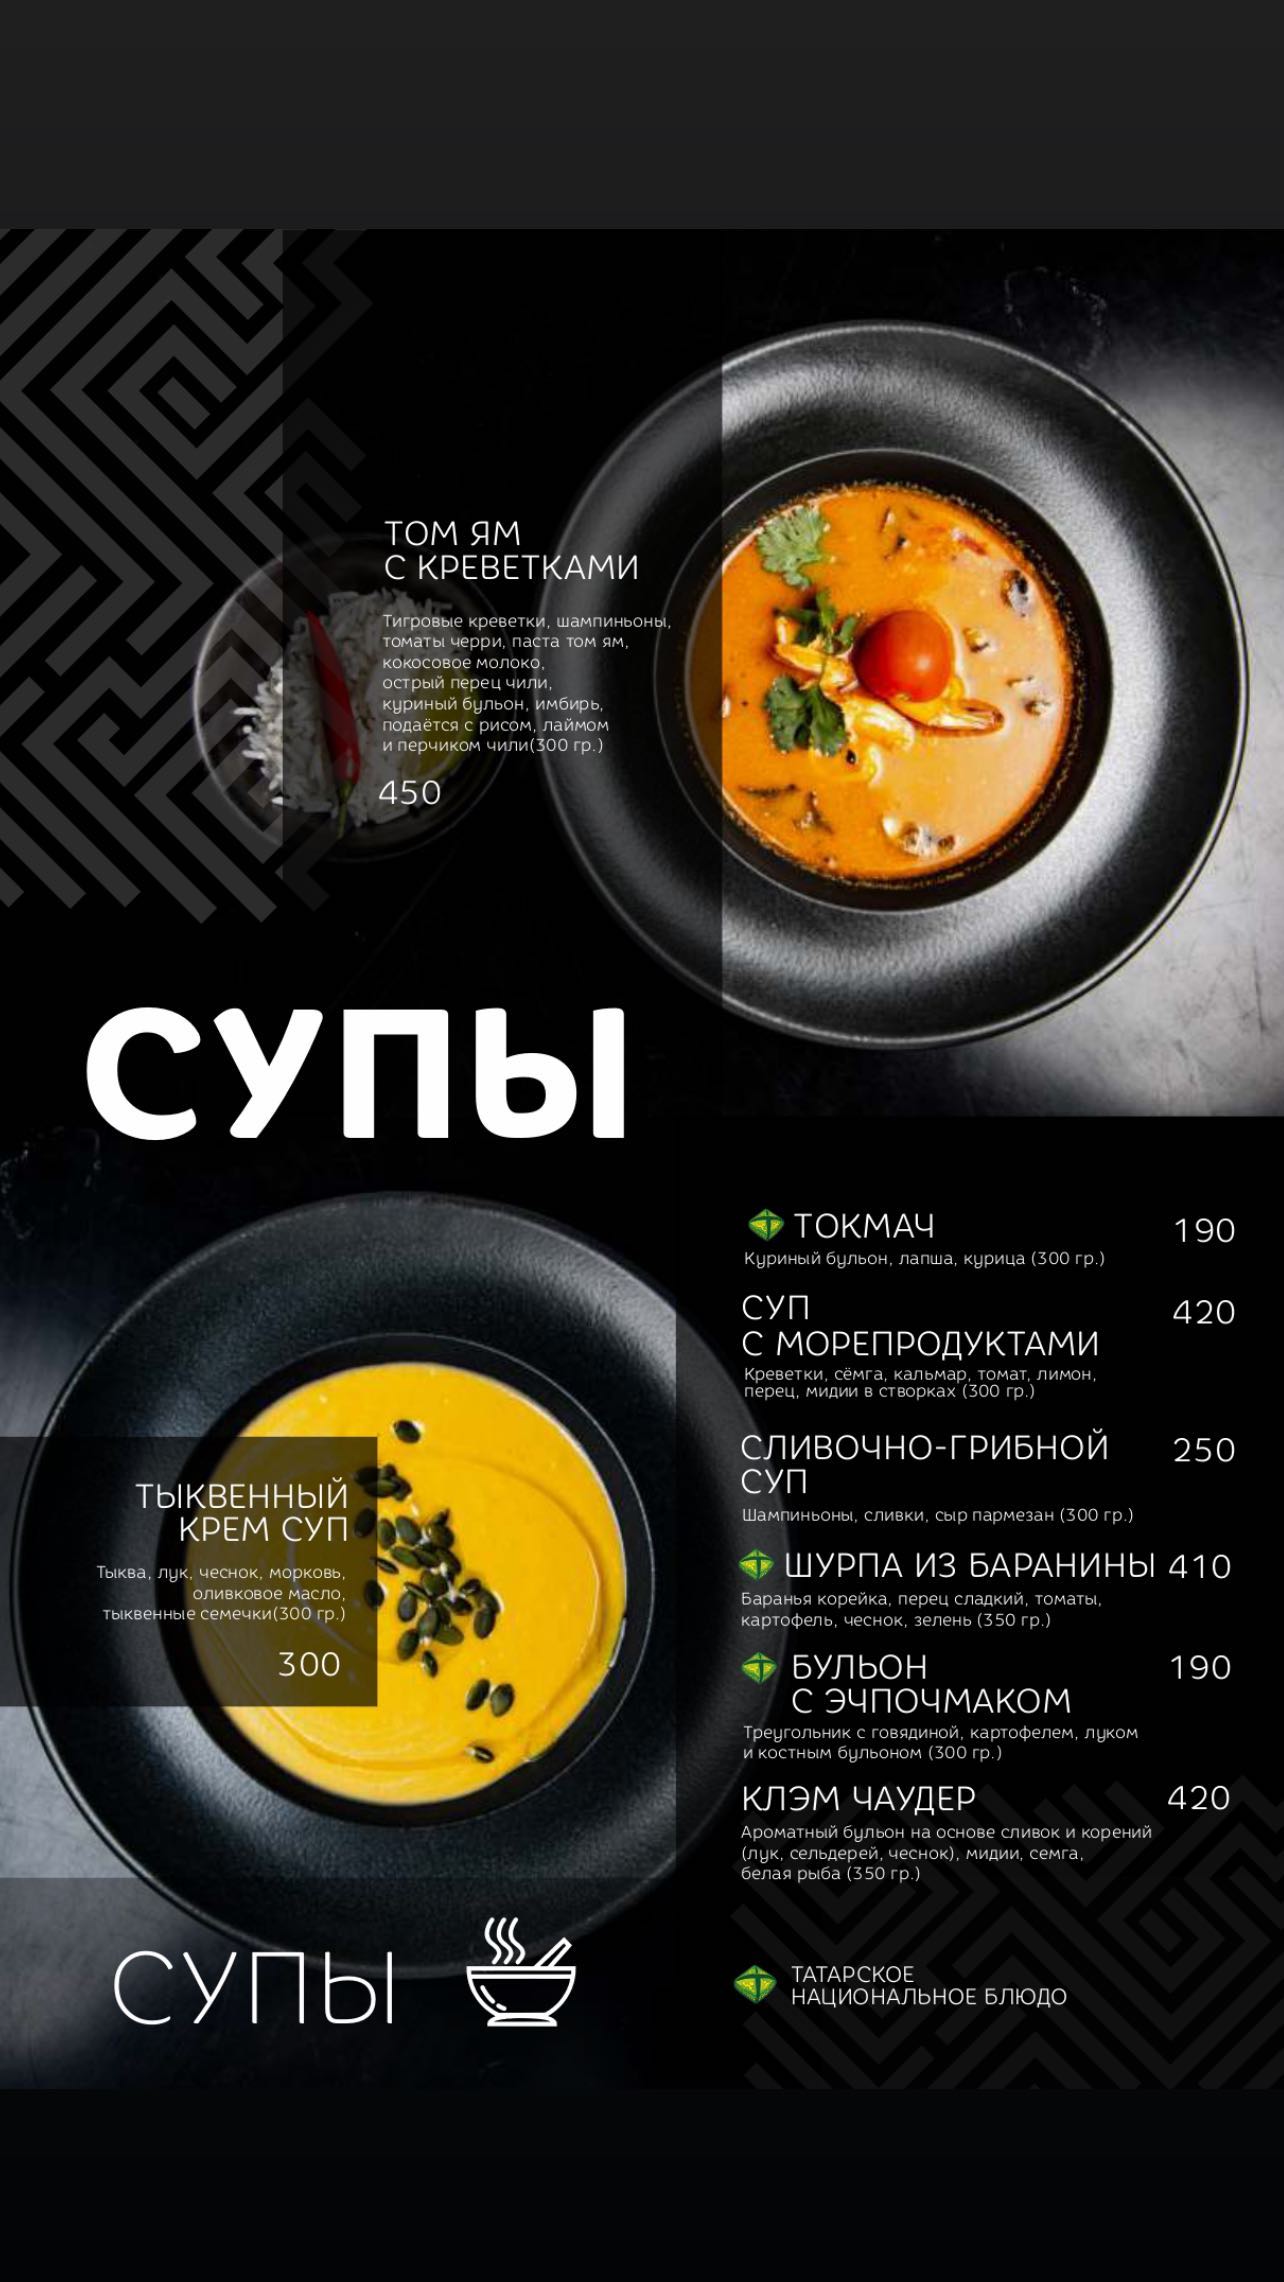 ТОМ ЯМ
С КРЕВЕТКАМИ
Тигровые креветки, шампиньоны,
томаты черри, паста том ям,
кокосовое молоко,
острый перец чили,
куриный бульон, имбирь,
подаётся с рисом, лаймом
и перчиком чили(300 гр.)
450
СУПЫ
ТЫКВЕННЫЙ
КРЕМ СУП
Тыква, лук, чеснок, морковь,
оливковое масло,
тыквенные семечки(300 гр.)
300
ТОКМАЧ 190
Куриный бульон, лапша, курица (300 гр.)
СУП 420
С МОРЕПРОДУКТАМИ
Креветки, сёмга, кальмар, томат, лимон,
перец, мидии в створках (300 гр.)
СЛИВОЧНО-ГРИБНОЙ 250
СУП
Шампиньоны, сливки, сыр пармезан (300 гр.)
ШУРПА ИЗ БАРАНИНЫ 410
Баранья корейка, перец сладкий, томаты,
картофель, чеснок, зелень (350 гр.)
БУЛЬОН 190
С ЭЧПОЧМАКОМ
Треугольник с говядиной, картофелем, луком
и костным бульоном (300 гр.)
КЛЭМ ЧАУДЕР 420
Ароматный бульон на основе сливок и корений
(лук, сельдерей, чеснок), мидии, семга,
белая рыба (350 гр.)
СУПЫ
ТАТАРСКОЕ
НАЦИОНАЛЬНОЕ БЛЮДО